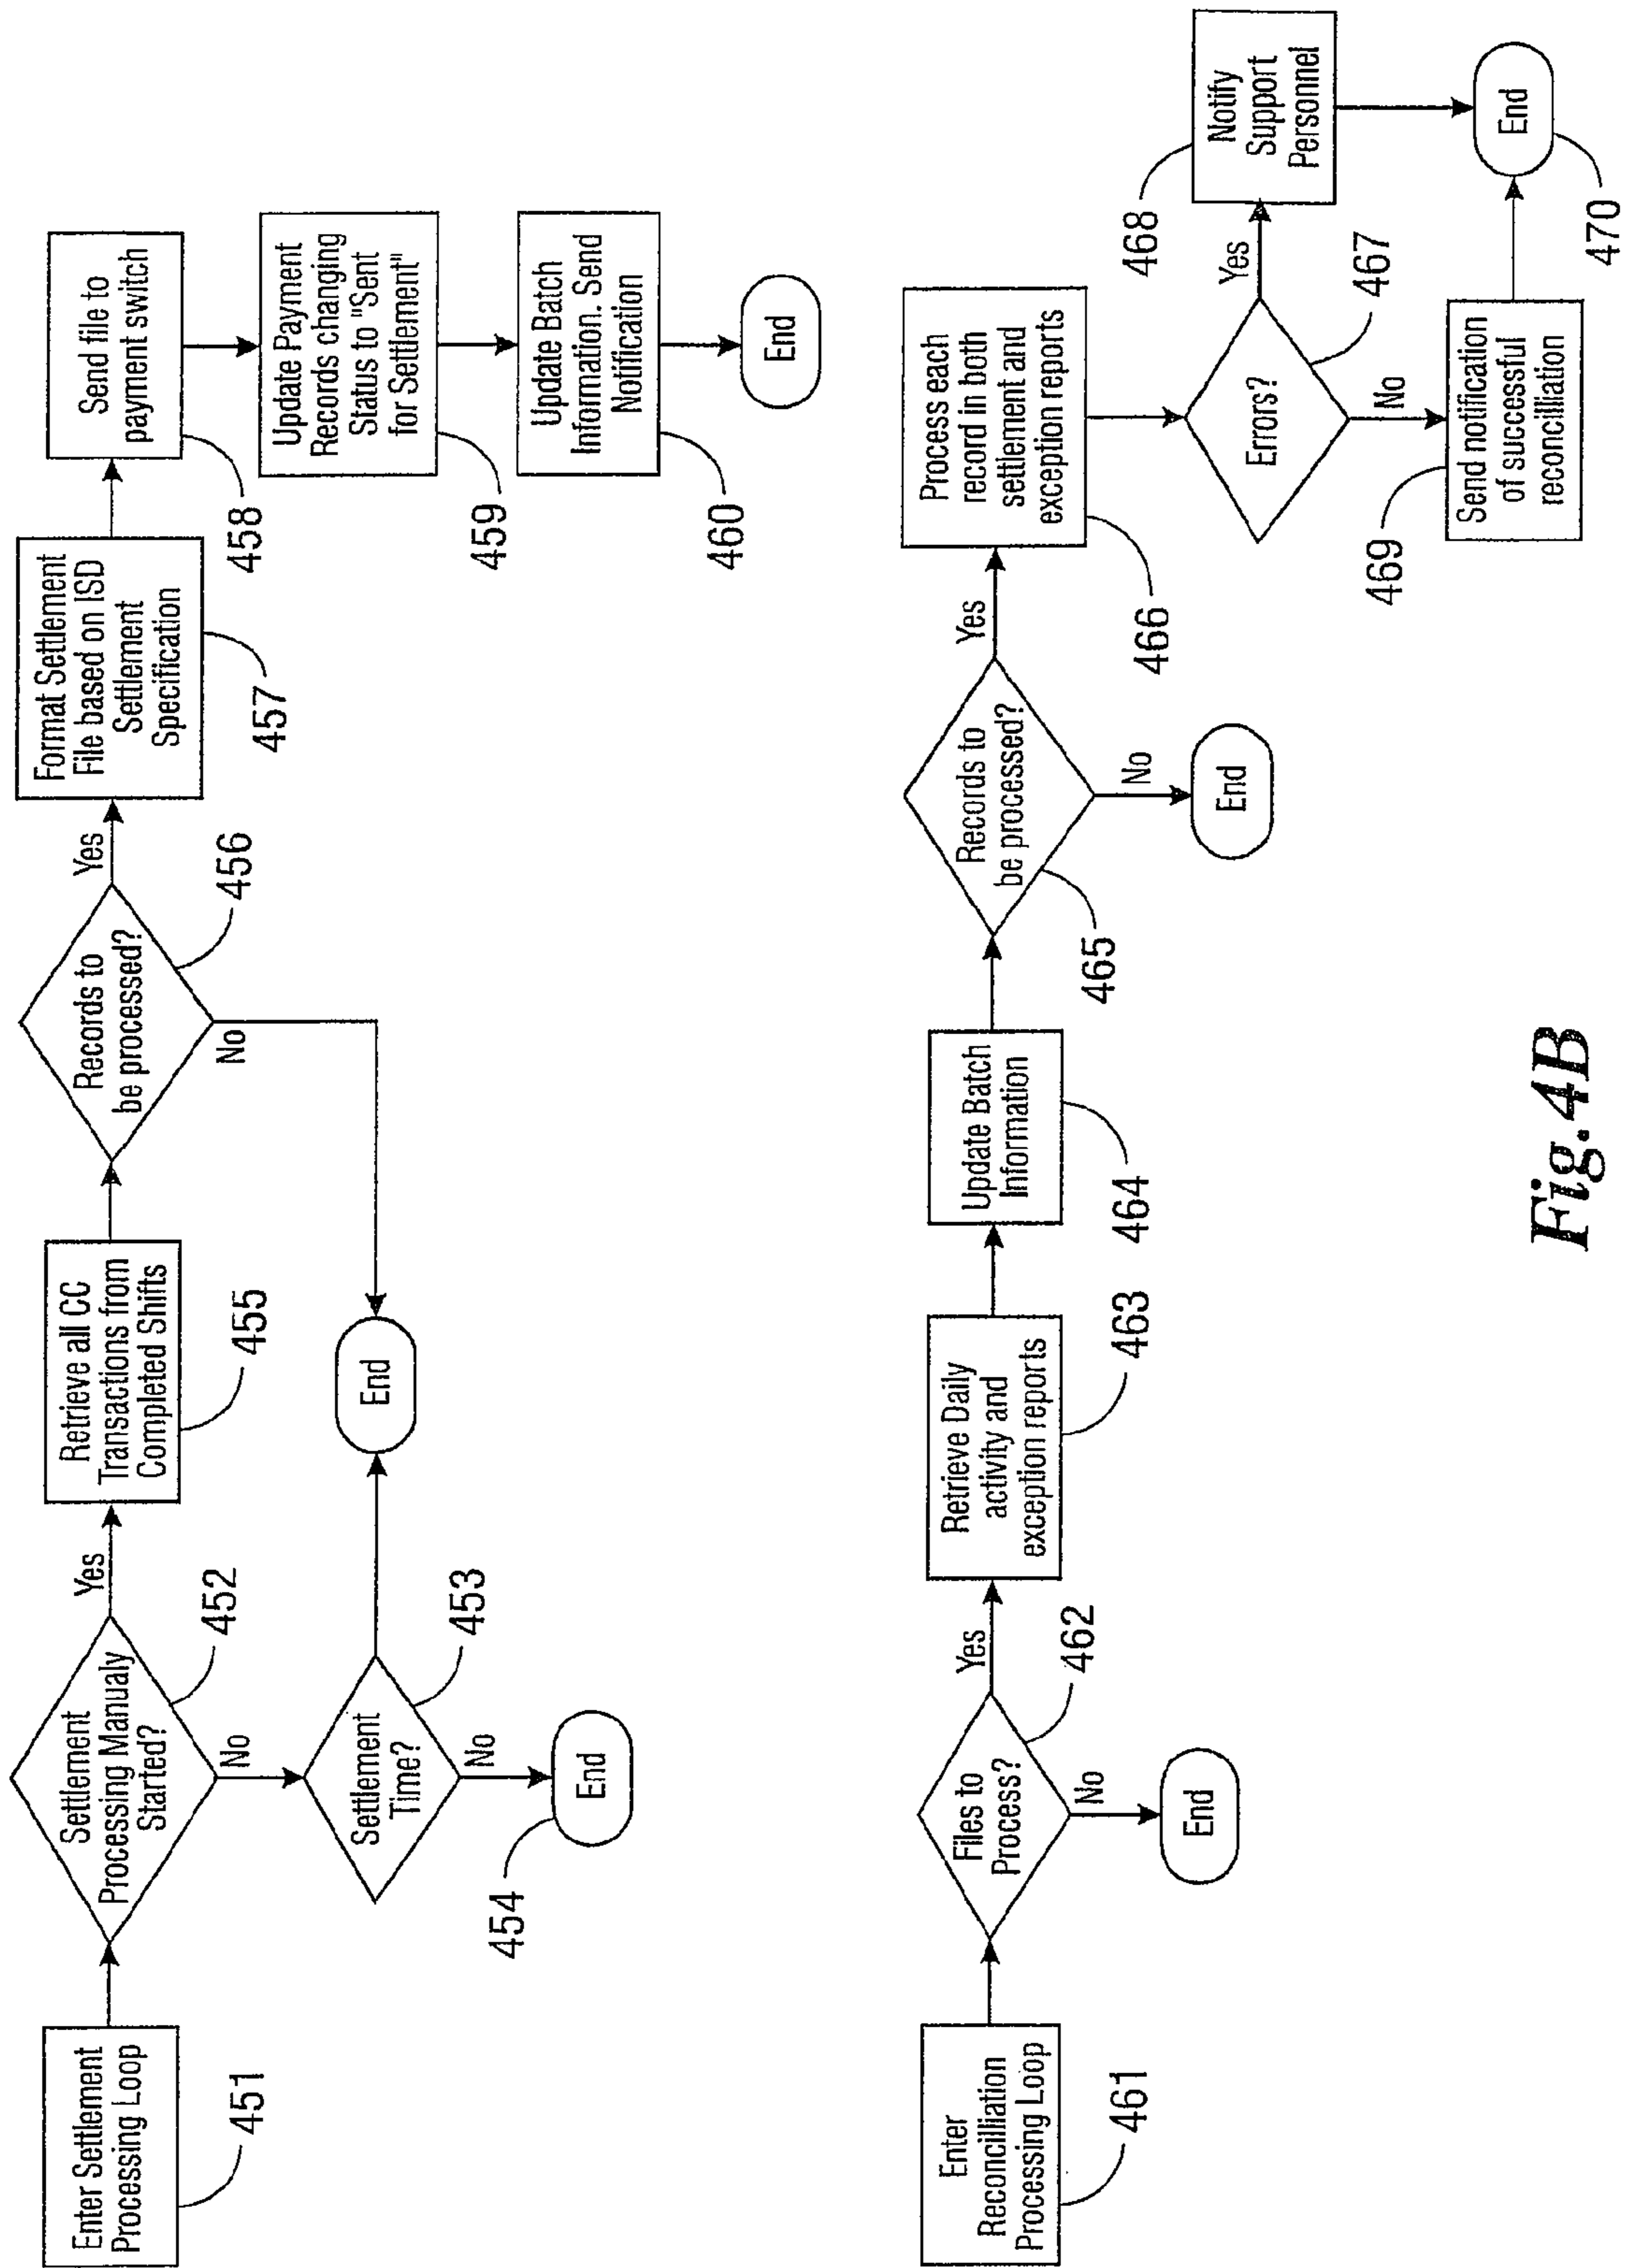 Enter Settlement
Processing Loop
451
Settlement
Processing Manualy
Started?
452
Yes
No
Settlement
Time?
453
No
End
454
Retrieve all CC
Transactions from
Completed Shifts
455
End
Records to
be processed?
456
Yes
No
Format Settlement
File based on ISD
Settlement
Specification
457
Send file to
payment switch
458
Update Payment
Records changing
Status to "Sent
for Settlement"
459
Update Batch
Information. Send
Notification
460
End
Enter
Reconcilliation
Processing Loop
461
Files to
Process?
462
Yes
No
End
Retrieve Daily
activity and
exception reports
463
Update Batch
Information
464
Records to
be processed?
465
Yes
No
End
Process each
record in both
settlement and
exception reports
466
Errors?
467
Yes
No
Notify
Support
Personnel
468
Send notification
of successful
reconcilliation
469
End
470
Fig.4B